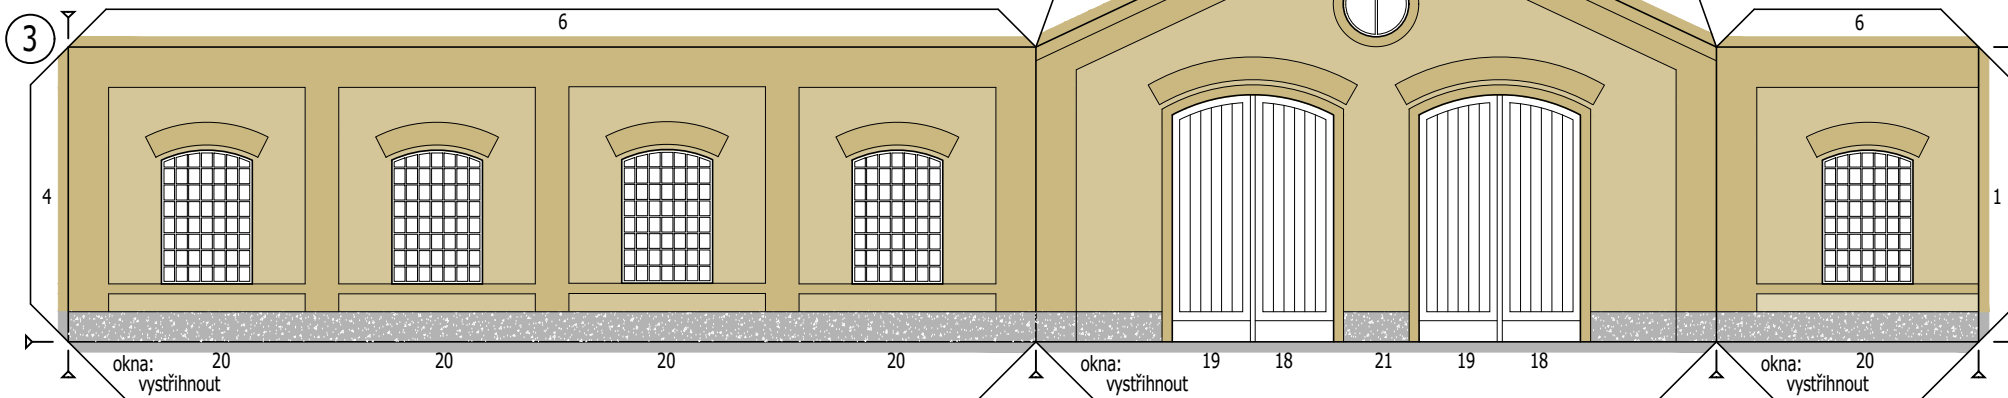 3
6
6
4
1
okna: 20 20 20 20
vystřihnout
okna: 19 18 21 19 18
vystřihnout
okna: 20
vystřihnout